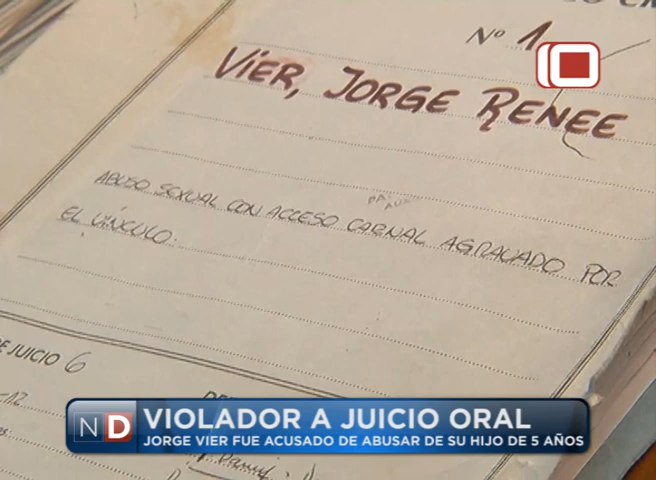 Nº 1
VIER, JORGE RENEE
ABUSO SEXUAL CON ACCESO CARNAL AGRAVADO POR
EL VÍNCULO.
E JUICIO 6
ND
VIOLADOR A JUICIO ORAL
JORGE VIER FUE ACUSADO DE ABUSAR DE SU HIJO DE 5 AÑOS